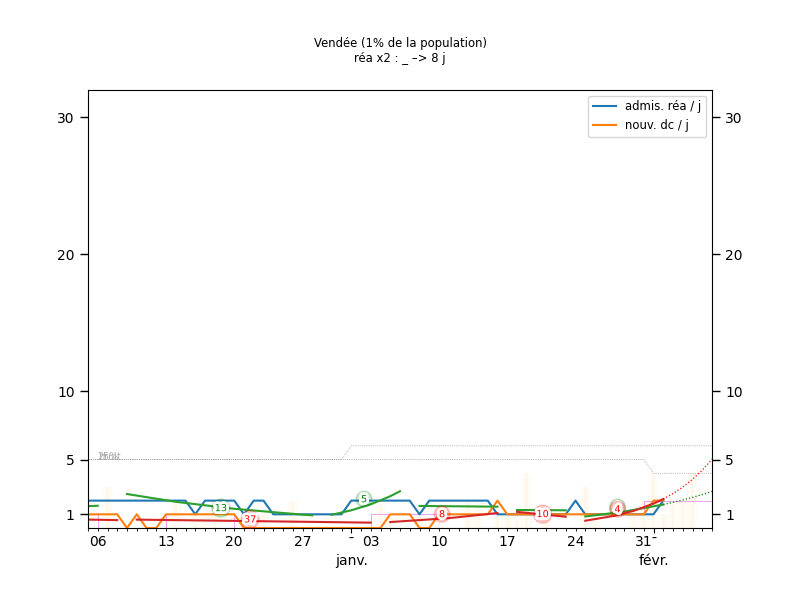 Vendée (1% de la population)
réa x2 : _ –> 8 j
admis. réa / j
nouv. dc / j
30 30
20 20
10 10
5 5
1 1
13
37
5
8
10
4
06 13 20 27 - 03 10 17 24 31 -
janv. févr.